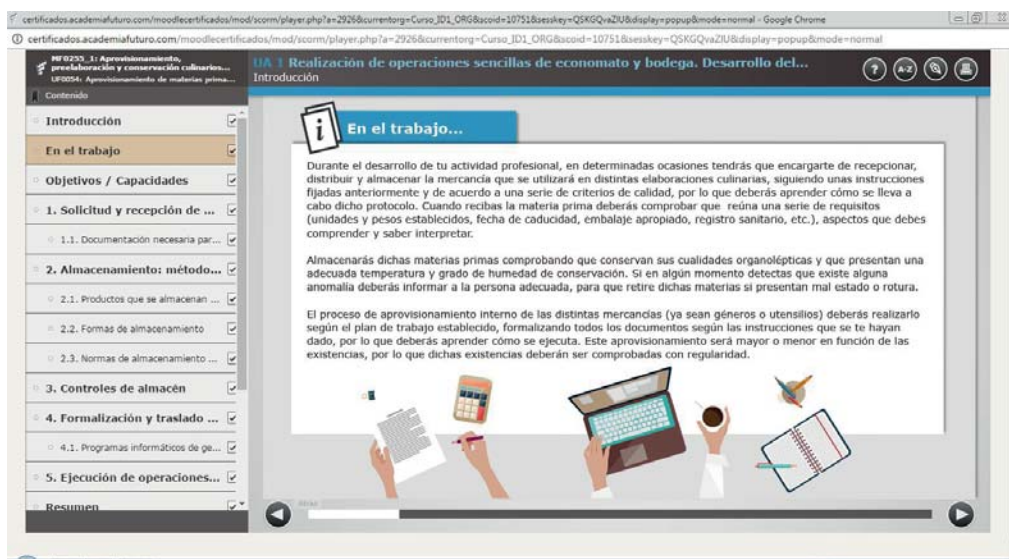 certificados.academiafuturo.com/moodlecertificados/mod/scorm/player.php?a=2926&currentorg=Curso_ID1_ORG&scoid=10751&sesskey=QSKGQvaZIU&display=popup&mode=normal - Google Chrome
certificados.academiafuturo.com/moodlecertificados/mod/scorm/player.php?a=2926&currentorg=Curso_ID1_ORG&scoid=10751&sesskey=QSKGQvaZIU&display=popup&mode=normal
MF0255_1: Aprovisionamiento,
preelaboración y conservación culinarios...
UF0054: Aprovisionamiento de materias prima...
UA 1 Realización de operaciones sencillas de economato y bodega. Desarrollo del...
Introducción
? A-Z
Contenido
Introducción
En el trabajo
Objetivos / Capacidades
1. Solicitud y recepción de ...
1.1. Documentación necesaria par...
2. Almacenamiento: método...
2.1. Productos que se almacenan ...
2.2. Formas de almacenamiento
2.3. Normas de almacenamiento ...
3. Controles de almacén
4. Formalización y traslado ...
4.1. Programas informáticos de ge...
5. Ejecución de operaciones...
Resumen
i En el trabajo...
Durante el desarrollo de tu actividad profesional, en determinadas ocasiones tendrás que encargarte de recepcionar,
distribuir y almacenar la mercancía que se utilizará en distintas elaboraciones culinarias, siguiendo unas instrucciones
fijadas anteriormente y de acuerdo a una serie de criterios de calidad, por lo que deberás aprender cómo se lleva a
cabo dicho protocolo. Cuando recibas la materia prima deberás comprobar que reúna una serie de requisitos
(unidades y pesos establecidos, fecha de caducidad, embalaje apropiado, registro sanitario, etc.), aspectos que debes
comprender y saber interpretar.
Almacenarás dichas materias primas comprobando que conservan sus cualidades organolépticas y que presentan una
adecuada temperatura y grado de humedad de conservación. Si en algún momento detectas que existe alguna
anomalía deberás informar a la persona adecuada, para que retire dichas materias si presentan mal estado o rotura.
El proceso de aprovisionamiento interno de las distintas mercancías (ya sean géneros o utensilios) deberás realizarlo
según el plan de trabajo establecido, formalizando todos los documentos según las instrucciones que se te hayan
dado, por lo que deberás aprender cómo se ejecuta. Este aprovisionamiento será mayor o menor en función de las
existencias, por lo que dichas existencias deberán ser comprobadas con regularidad.
Atrás